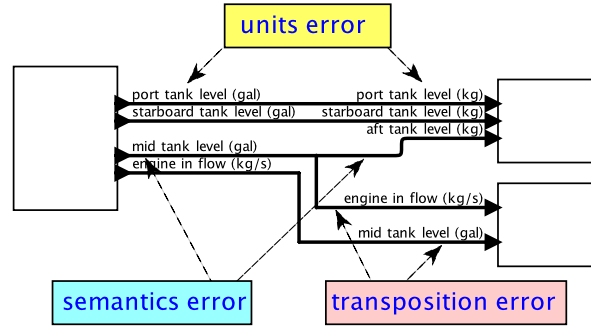 units error
port tank level (gal) port tank level (kg)
starboard tank level (gal) starboard tank level (kg)
aft tank level (kg)
mid tank level (gal)
engine in flow (kg/s)
engine in flow (kg/s)
mid tank level (gal)
semantics error transposition error